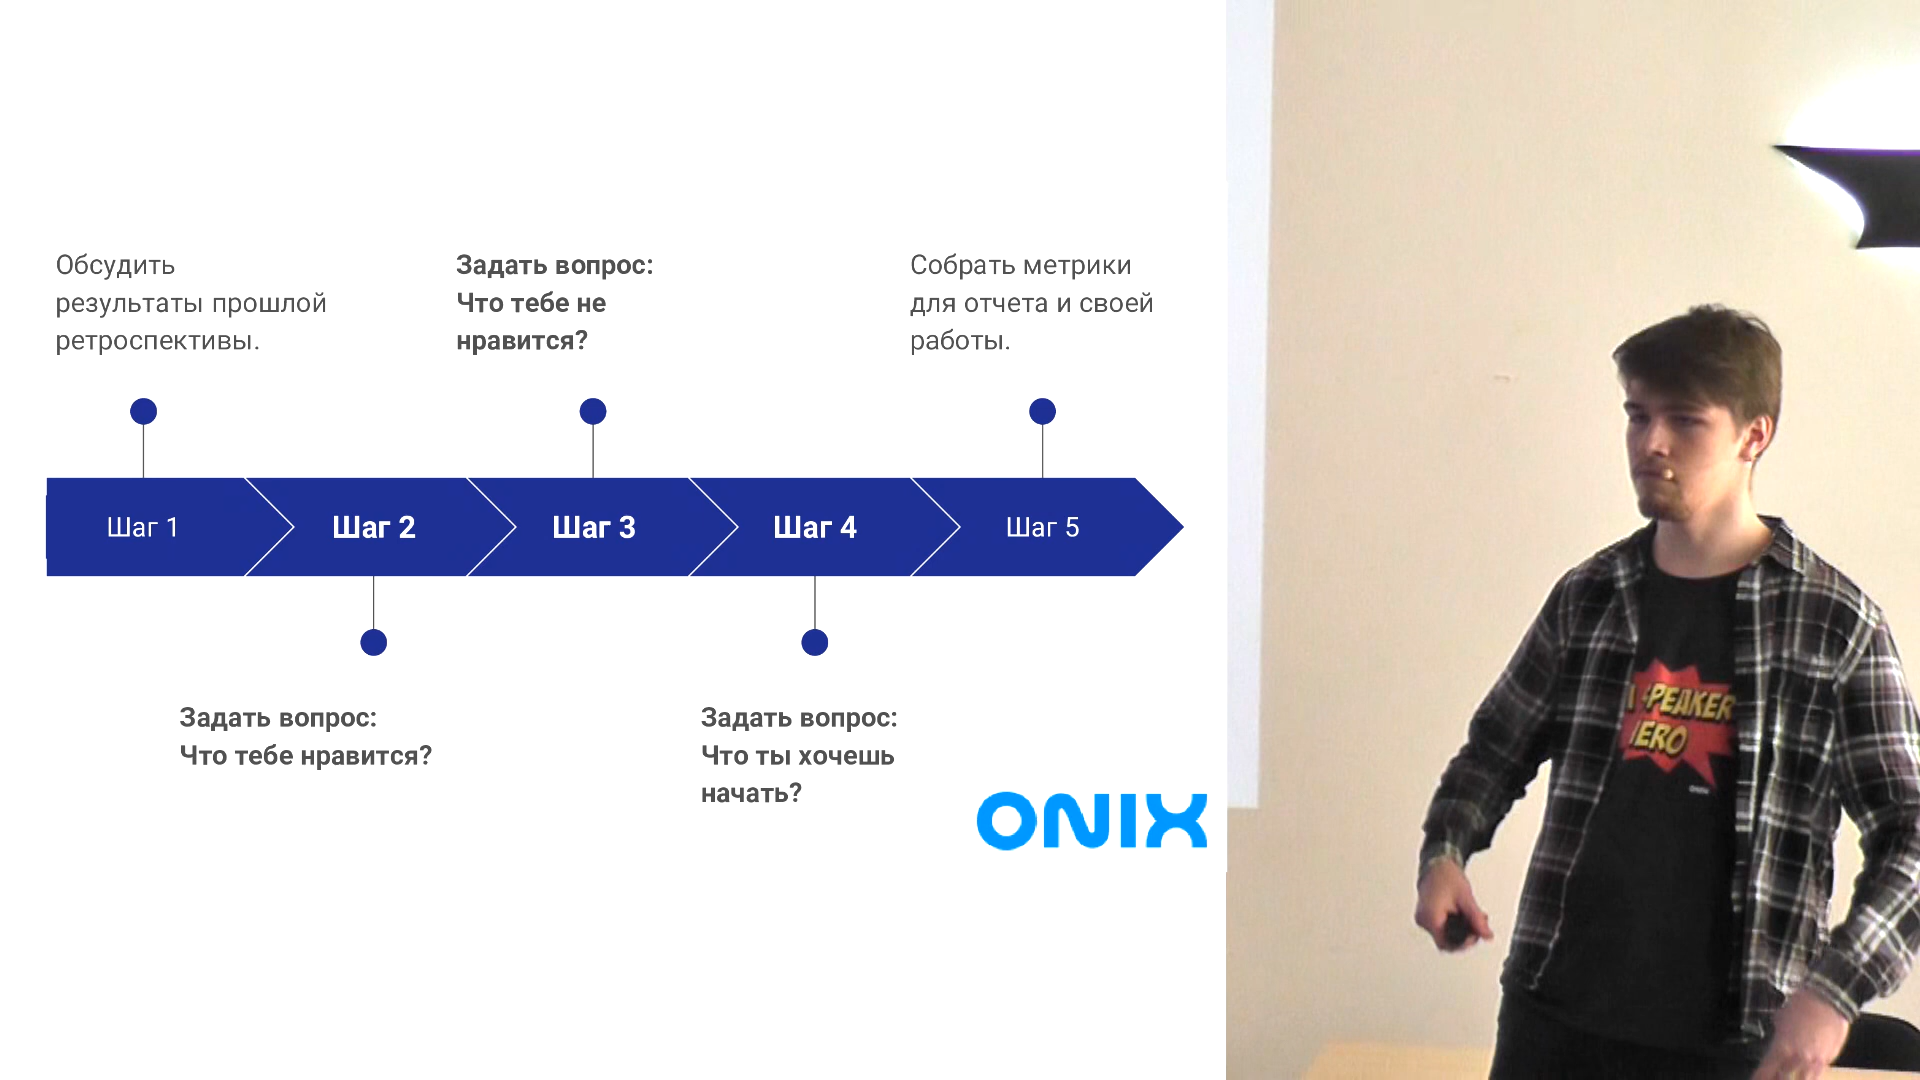 Обсудить
результаты прошлой
ретроспективы.
Задать вопрос:
Что тебе не
нравится?
Собрать метрики
для отчета и своей
работы.
Шаг 1
Шаг 2
Шаг 3
Шаг 4
Шаг 5
Задать вопрос:
Что тебе нравится?
Задать вопрос:
Что ты хочешь
начать?
ONIX
SPEAKER